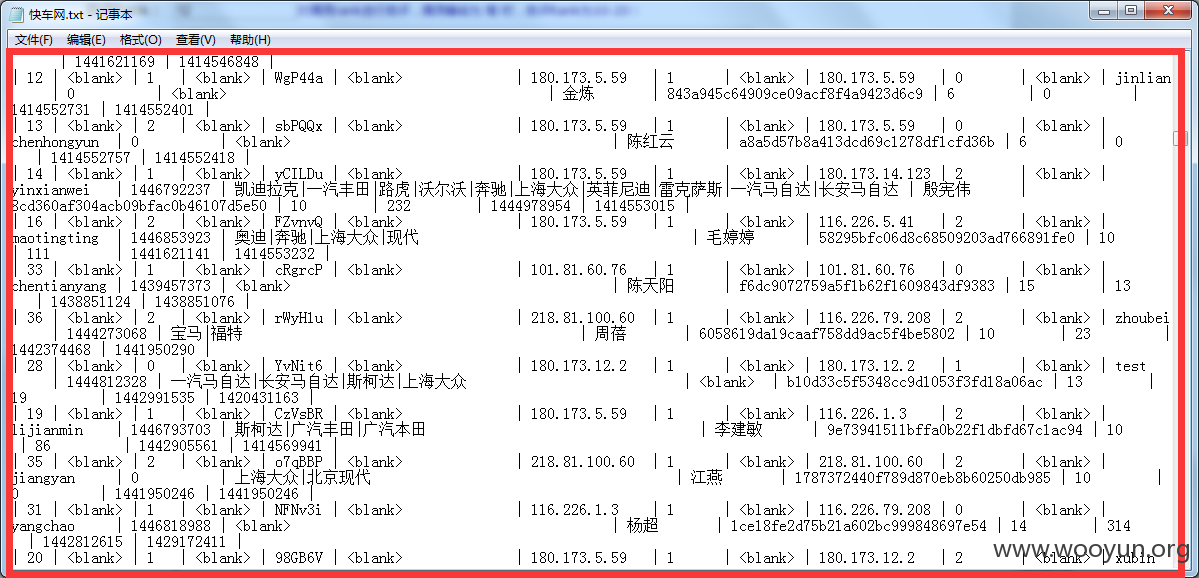 快车网.txt - 记事本
文件(F) 编辑(E) 格式(O) 查看(V) 帮助(H)
| 1441621169 | 1414546848 |
| 12 | <blank> | 1 | <blank> | WgP44a | <blank> | 180.173.5.59 | 1 | <blank> | 180.173.5.59 | 0 | <blank> | jinlian
| 0 | <blank> | 金炼 | 843a945c64909ce09acf8f4a9423d6c9 | 6 | 0 |
1414552731 | 1414552401 |
| 13 | <blank> | 2 | <blank> | sbPQQx | <blank> | 180.173.5.59 | 1 | <blank> | 180.173.5.59 | 0 | <blank> |
chenhongyun | 0 | <blank> | 陈红云 | a8a5d57b8a413dcd69c1278df1cfd36b | 6 | 0
| 1414552757 | 1414552418 |
| 14 | <blank> | 1 | <blank> | yCILDu | <blank> | 180.173.5.59 | 1 | <blank> | 180.173.14.123 | 2 | <blank> |
yinxianwei | 1446792237 | 凯迪拉克|一汽丰田|路虎|沃尔沃|奔驰|上海大众|英菲尼迪|雷克萨斯|一汽马自达|长安马自达 | 殷宪伟
8cd360af304acb09bfac0b46107d5e50 | 10 | 232 | 1444978954 | 1414553015 |
| 16 | <blank> | 2 | <blank> | FZvnvQ | <blank> | 180.173.5.59 | 1 | <blank> | 116.226.5.41 | 2 | <blank> |
maotingting | 1446853923 | 奥迪|奔驰|上海大众|现代 | 毛婷婷 | 58295bfc06d8c68509203ad766891fe0 | 10
| 111 | 1441621141 | 1414553232 |
| 33 | <blank> | 1 | <blank> | cRgrcP | <blank> | 101.81.60.76 | 1 | <blank> | 101.81.60.76 | 0 | <blank> |
chentianyang | 1439457373 | <blank> | 陈天阳 | f6dc9072759a5f1b62f1609843df9383 | 15 | 13
| 1438851124 | 1438851076 |
| 36 | <blank> | 2 | <blank> | rWyH1u | <blank> | 218.81.100.60 | 1 | <blank> | 116.226.79.208 | 2 | <blank> | zhoubei
| 1444273068 | 宝马|福特 | 周蓓 | 6058619da19caaf758dd9ac5f4be5802 | 10 | 23 |
1442374468 | 1441950290 |
| 28 | <blank> | 0 | <blank> | YvNit6 | <blank> | 180.173.12.2 | 1 | <blank> | 180.173.12.2 | 1 | <blank> | test
| 1444812328 | 一汽马自达|长安马自达|斯柯达|上海大众 | <blank> | b10d33c5f5348cc9d1053f3fd18a06ac | 13 |
19 | 1442991535 | 1420431163 |
| 19 | <blank> | 1 | <blank> | CzVsBR | <blank> | 180.173.5.59 | 1 | <blank> | 116.226.1.3 | 2 | <blank> |
lijianmin | 1446793703 | 斯柯达|广汽丰田|广汽本田 | 李建敏 | 9e73941511bffa0b22f1dbfd67c1ac94 | 10
| 86 | 1442905561 | 1414569941 |
| 35 | <blank> | 2 | <blank> | o7qBBP | <blank> | 218.81.100.60 | 1 | <blank> | 218.81.100.60 | 2 | <blank> |
jiangyan | 0 | 上海大众|北京现代 | 江燕 | 1787372440f789d870eb8b60250db985 | 10 |
0 | 1441950246 | 1441950246 |
| 31 | <blank> | 1 | <blank> | NFNv3i | <blank> | 116.226.1.3 | 1 | <blank> | 116.226.79.208 | 0 | <blank> |
yangchao | 1446818988 | <blank> | 杨超 | 1ce18fe2d75b21a602bc999848697e54 | 14 | 314
| 1442812615 | 1429172411 |
| 20 | <blank> | 1 | <blank> | 98GB6V | <blank> | 180.173.5.59 | 1 | <blank> | 180.173.12.2 | 2 | <blank> | xubin
www.wooyun.org